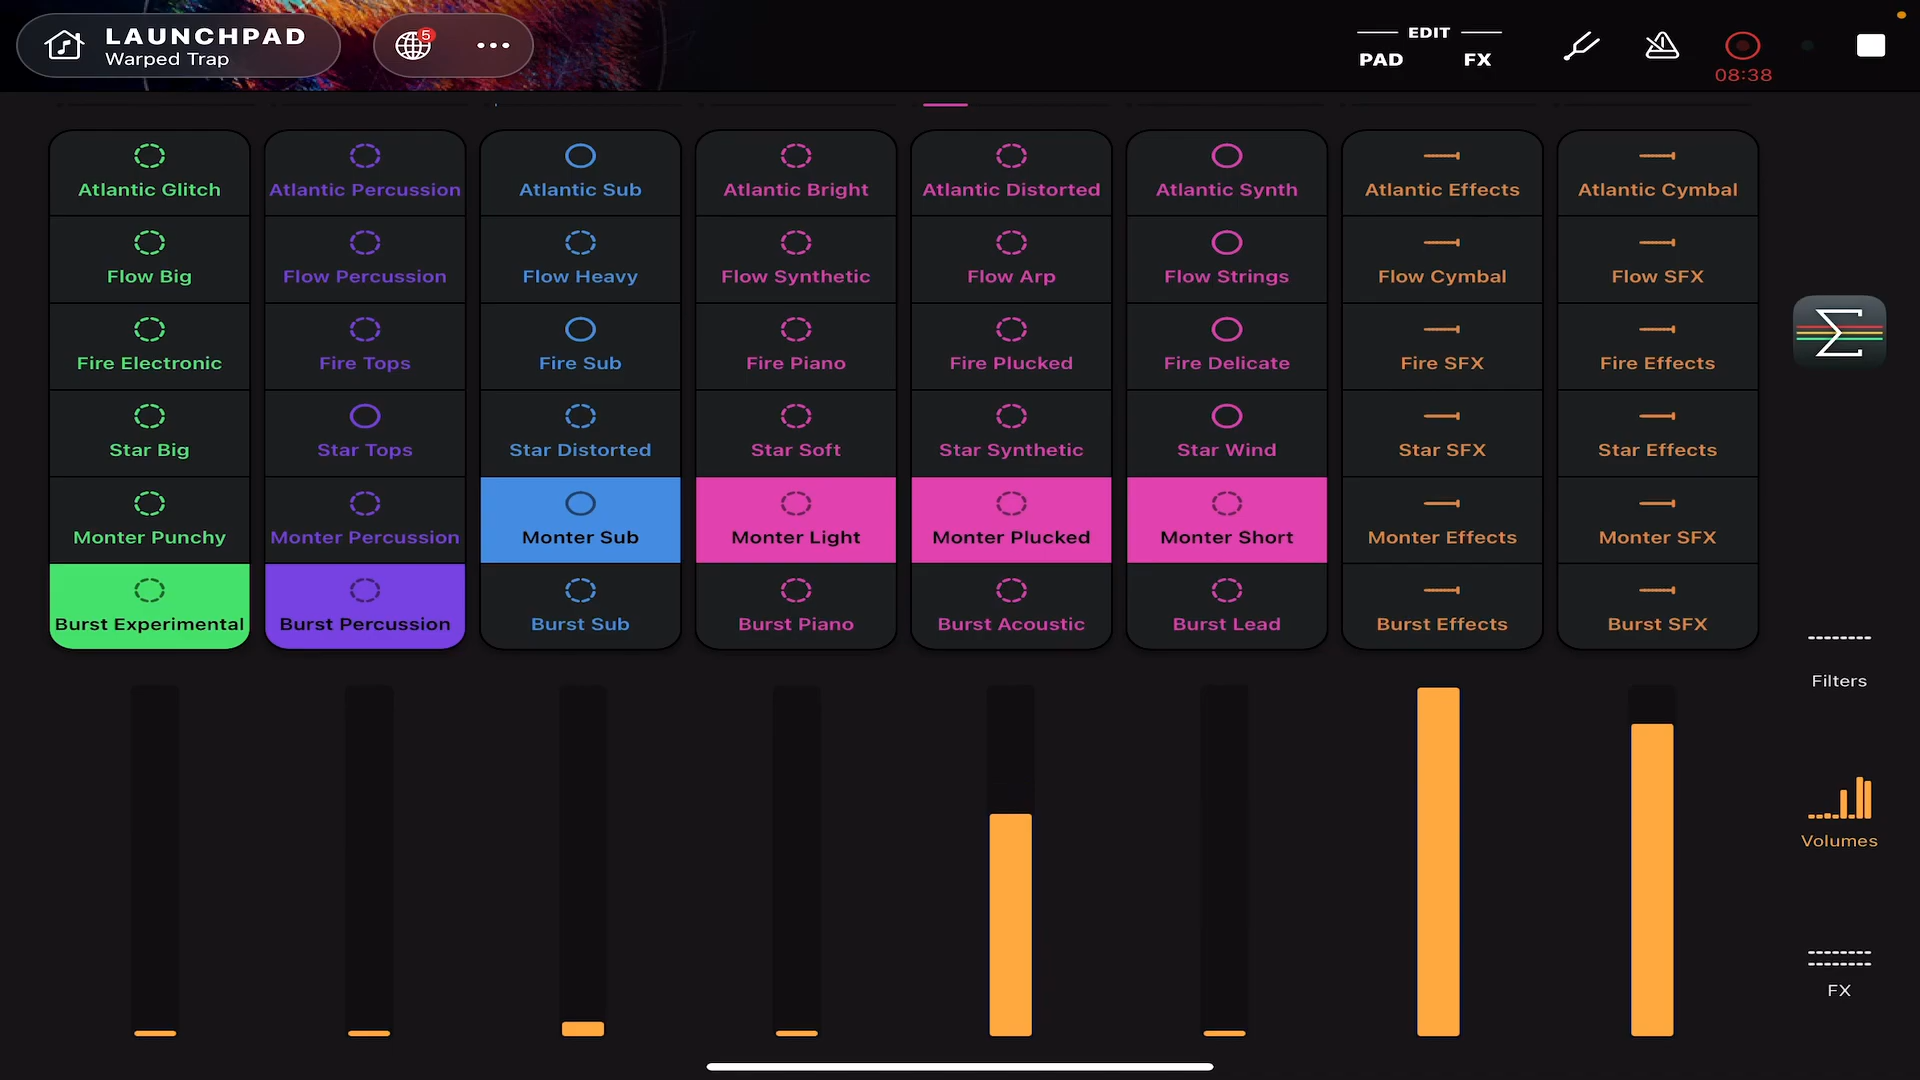 LAUNCHPAD
Warped Trap
5
EDIT
PAD FX
08:38
Atlantic Glitch Atlantic Percussion Atlantic Sub Atlantic Bright Atlantic Distorted Atlantic Synth Atlantic Effects Atlantic Cymbal
Flow Big Flow Percussion Flow Heavy Flow Synthetic Flow Arp Flow Strings Flow Cymbal Flow SFX
Fire Electronic Fire Tops Fire Sub Fire Piano Fire Plucked Fire Delicate Fire SFX Fire Effects
Star Big Star Tops Star Distorted Star Soft Star Synthetic Star Wind Star SFX Star Effects
Monter Punchy Monter Percussion Monter Sub Monter Light Monter Plucked Monter Short Monter Effects Monter SFX
Burst Experimental Burst Percussion Burst Sub Burst Piano Burst Acoustic Burst Lead Burst Effects Burst SFX
Filters
Volumes
FX